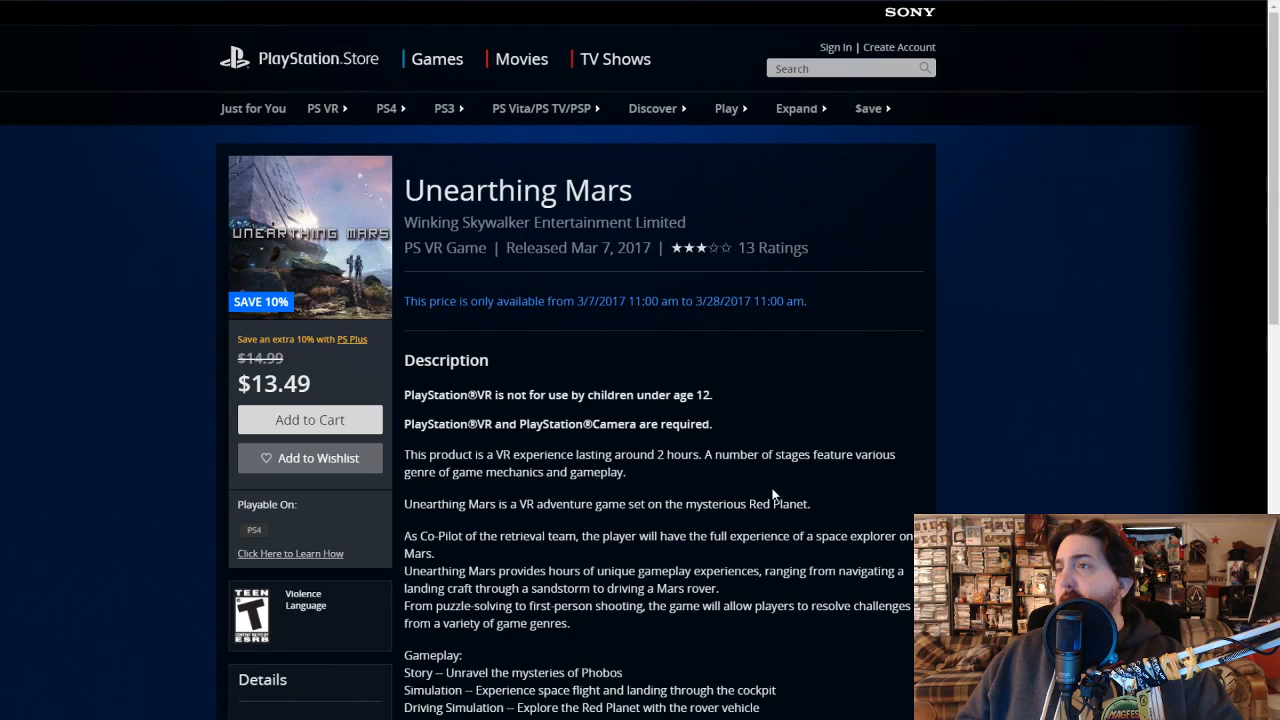 SONY
PlayStation.Store
Games
Movies
TV Shows
Sign In | Create Account
Search
Just for You
PS VR
PS4
PS3
PS Vita/PS TV/PSP
Discover
Play
Expand
$ave
UNEARTHING MARS
SAVE 10%
Save an extra 10% with PS Plus
$14.99
$13.49
Add to Cart
Add to Wishlist
Playable On:
PS4
Click Here to Learn How
TEEN
T
CONTENT RATED BY
ESRB
Violence
Language
Details
Unearthing Mars
Winking Skywalker Entertainment Limited
PS VR Game | Released Mar 7, 2017 | ★★★☆☆ 13 Ratings
This price is only available from 3/7/2017 11:00 am to 3/28/2017 11:00 am.
Description
PlayStation®VR is not for use by children under age 12.
PlayStation®VR and PlayStation®Camera are required.
This product is a VR experience lasting around 2 hours. A number of stages feature various
genre of game mechanics and gameplay.
Unearthing Mars is a VR adventure game set on the mysterious Red Planet.
As Co-Pilot of the retrieval team, the player will have the full experience of a space explorer on
Mars.
Unearthing Mars provides hours of unique gameplay experiences, ranging from navigating a
landing craft through a sandstorm to driving a Mars rover.
From puzzle-solving to first-person shooting, the game will allow players to resolve challenges
from a variety of game genres.
Gameplay:
Story -- Unravel the mysteries of Phobos
Simulation -- Experience space flight and landing through the cockpit
Driving Simulation -- Explore the Red Planet with the rover vehicle